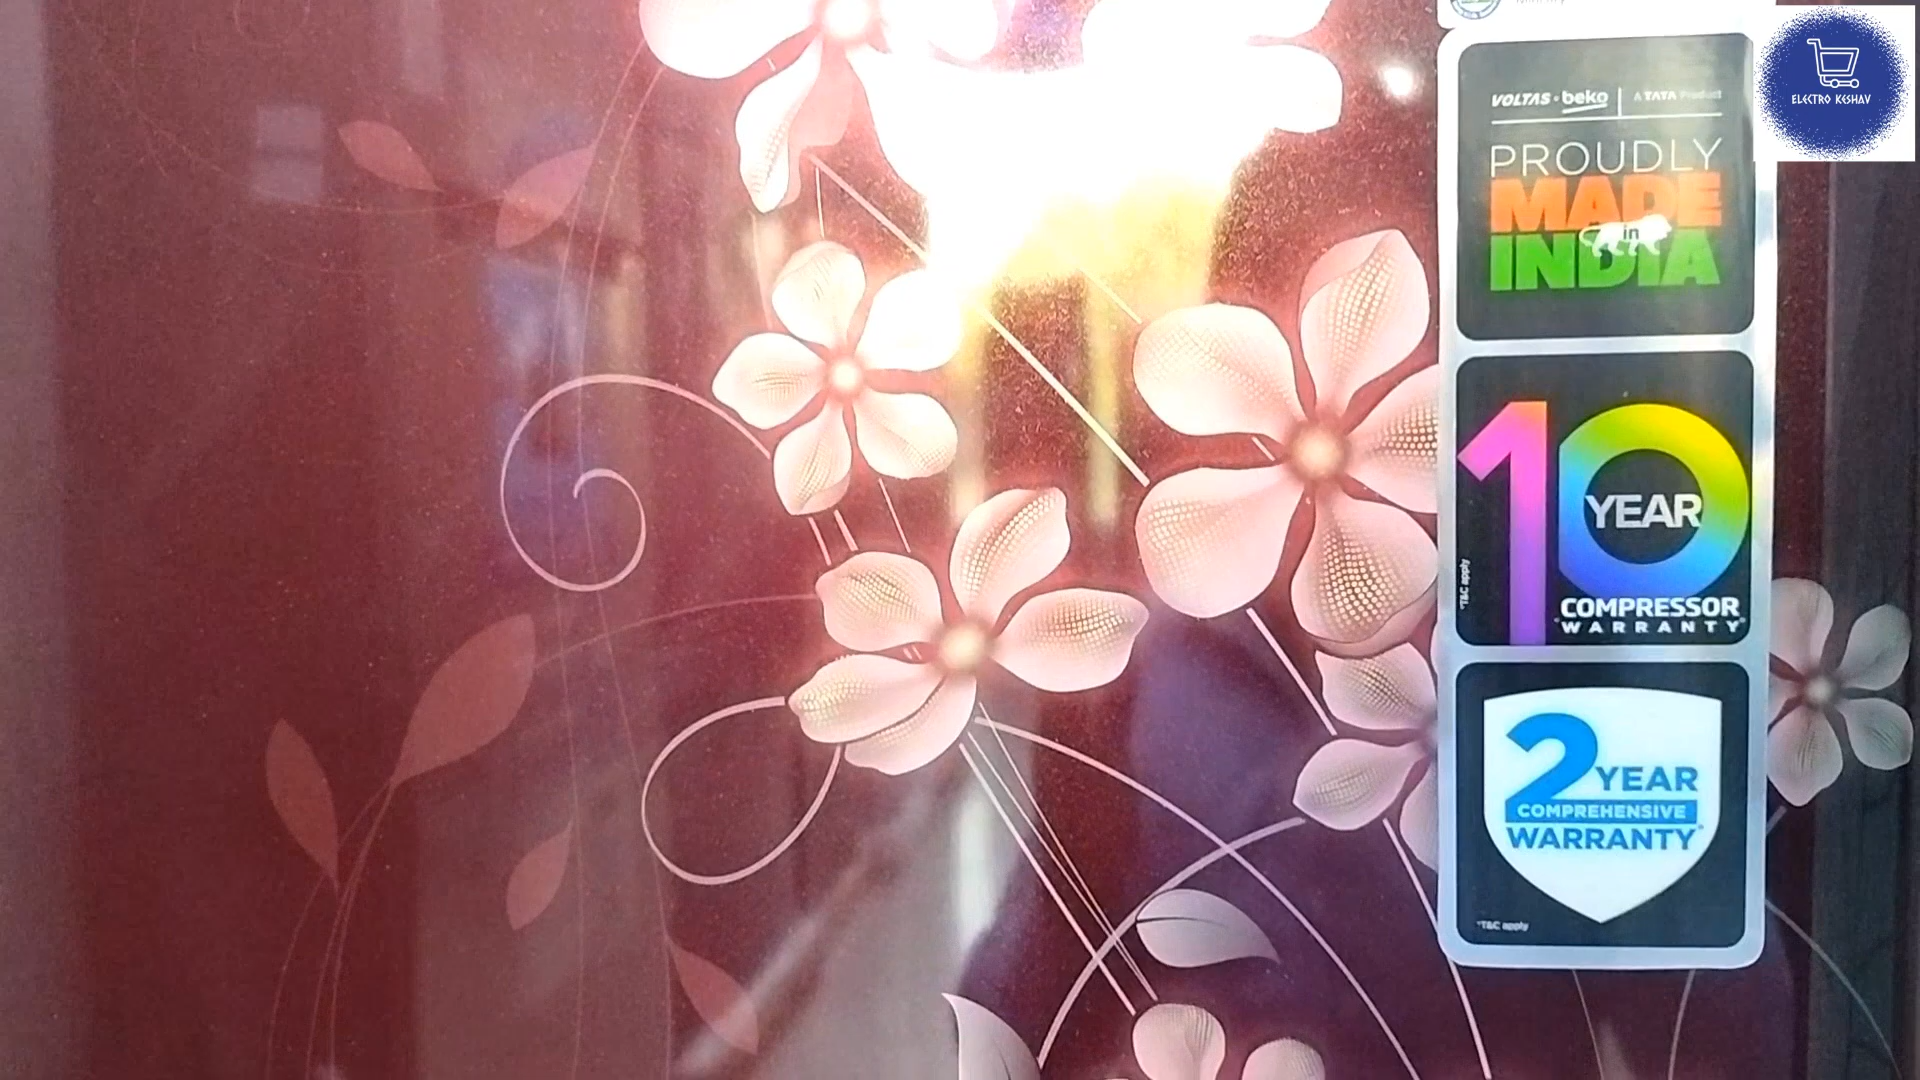 ELECTRO KESHAV
VOLTAS • beko | A TATA Product
PROUDLY
MADE
in
INDIA
10
YEAR
COMPRESSOR
WARRANTY*
*T&C apply
2 YEAR
COMPREHENSIVE
WARRANTY*
*T&C apply